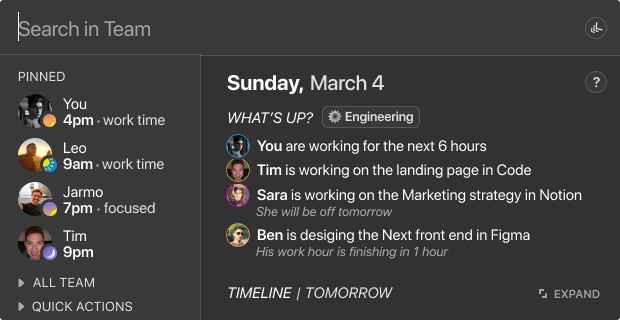 Search in Team
PINNED
You
4pm • work time
Leo
9am • work time
Jarmo
7pm • focused
Tim
9pm
ALL TEAM
QUICK ACTIONS
Sunday, March 4
?
WHAT'S UP? Engineering
You are working for the next 6 hours
Tim is working on the landing page in Code
Sara is working on the Marketing strategy in Notion
She will be off tomorrow
Ben is desiging the Next front end in Figma
His work hour is finishing in 1 hour
TIMELINE | TOMORROW
EXPAND